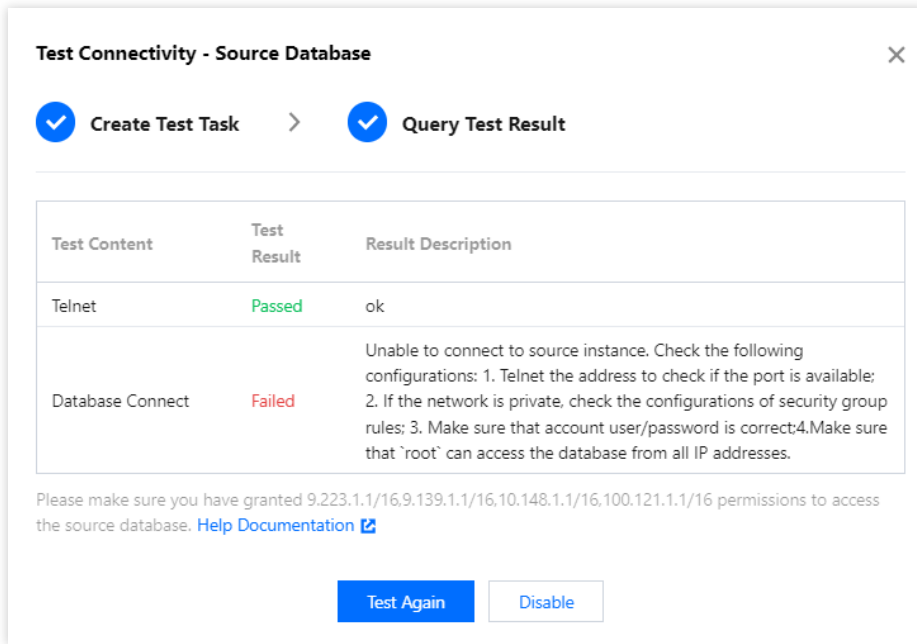 Test Connectivity - Source Database
Create Test Task
Query Test Result
Test Content
Test
Result
Result Description
Telnet
Passed
ok
Database Connect
Failed
Unable to connect to source instance. Check the following
configurations: 1. Telnet the address to check if the port is available;
2. If the network is private, check the configurations of security group
rules; 3. Make sure that account user/password is correct;4.Make sure
that `root` can access the database from all IP addresses.
Please make sure you have granted 9.223.1.1/16,9.139.1.1/16,10.148.1.1/16,100.121.1.1/16 permissions to access
the source database. Help Documentation
Test Again
Disable